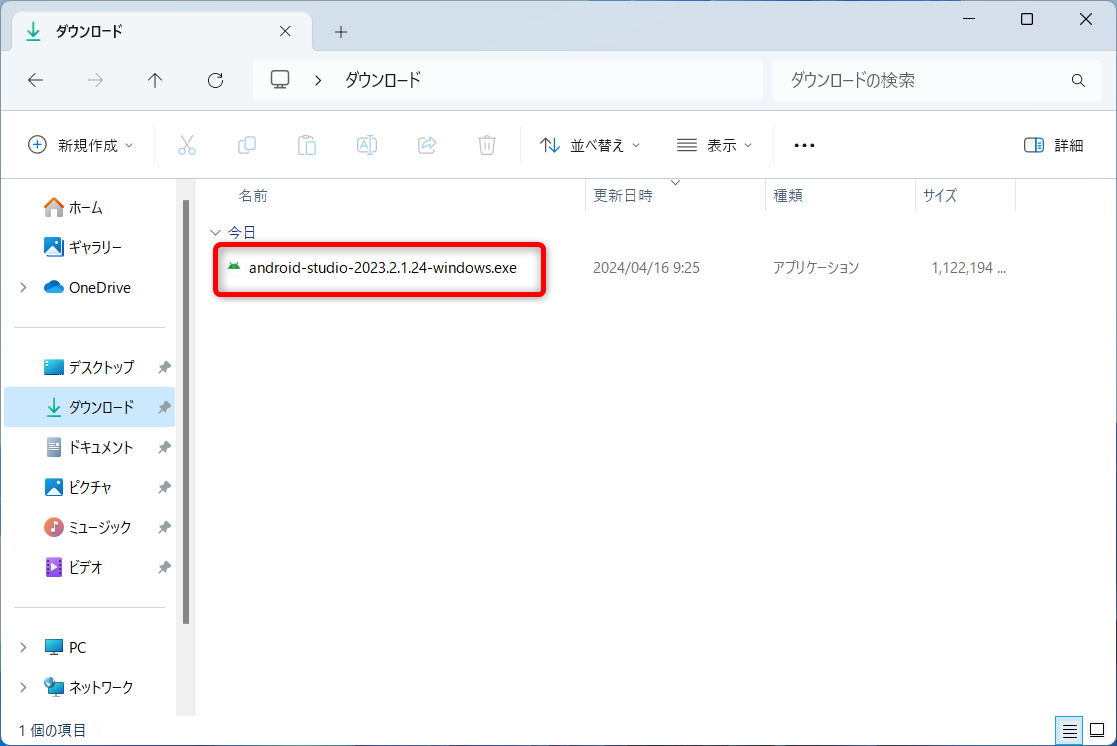 ダウンロード
ダウンロード
ダウンロードの検索
新規作成
並べ替え
表示
詳細
名前
更新日時
種類
サイズ
今日
android-studio-2023.2.1.24-windows.exe
2024/04/16 9:25
アプリケーション
1,122,194 ...
ホーム
ギャラリー
OneDrive
デスクトップ
ダウンロード
ドキュメント
ピクチャ
ミュージック
ビデオ
PC
ネットワーク
1 個の項目